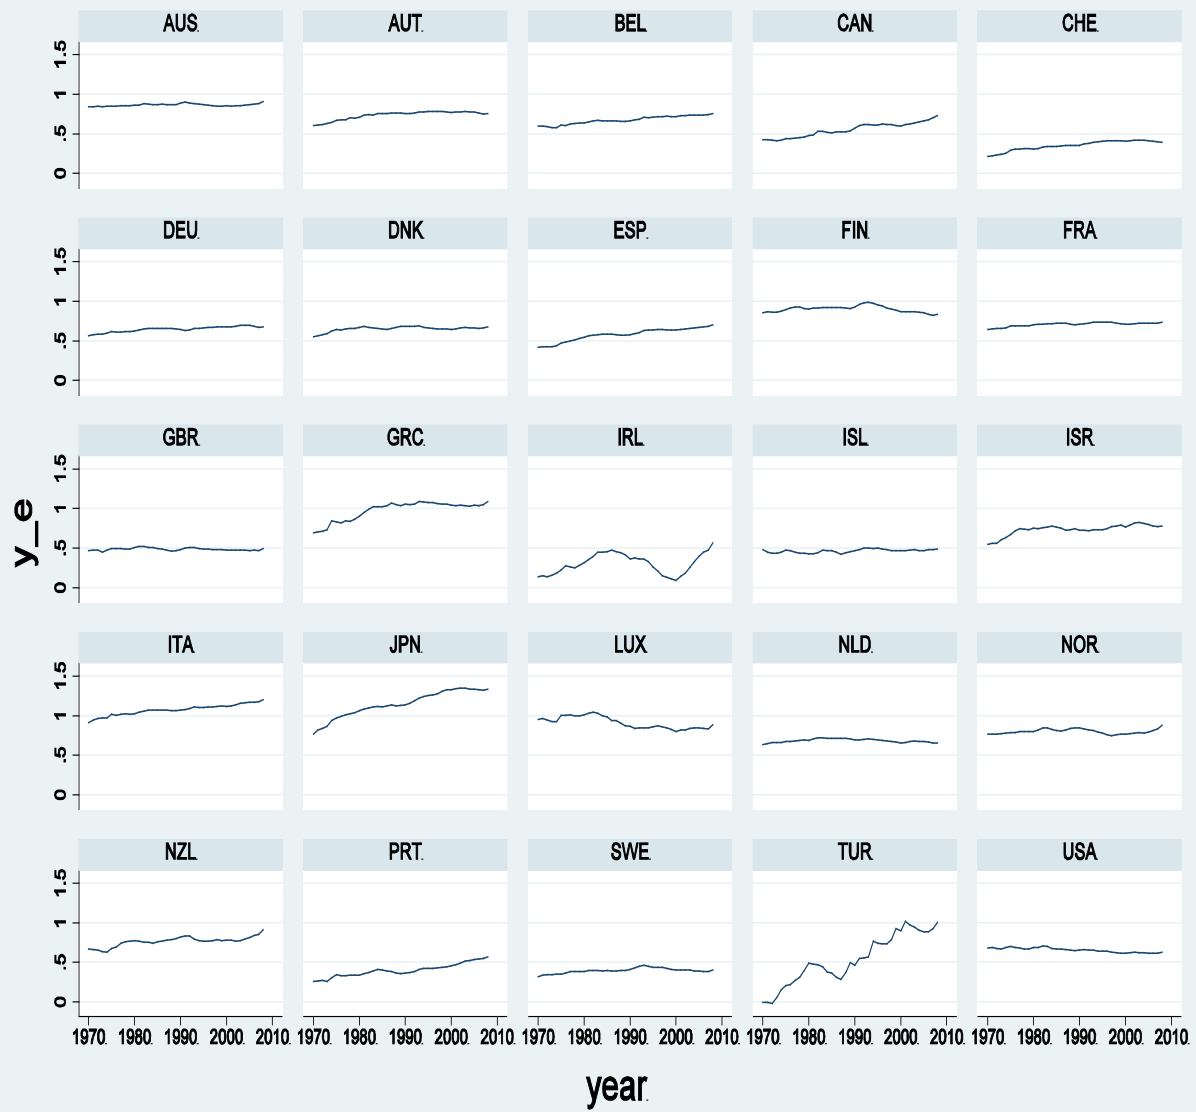 AUS. AUT. BEL. CAN. CHE.
0 .5 1 1.5
DEU. DNK. ESP. FIN. FRA.
0 .5 1 1.5
GBR. GRC. IRL. ISL. ISR.
0 .5 1 1.5
y_e
ITA. JPN. LUX. NLD. NOR.
0 .5 1 1.5
NZL. PRT. SWE. TUR. USA.
0 .5 1 1.5
1970. 1980. 1990. 2000. 2010. 1970. 1980. 1990. 2000. 2010. 1970. 1980. 1990. 2000. 2010. 1970. 1980. 1990. 2000. 2010. 1970. 1980. 1990. 2000. 2010.
year.